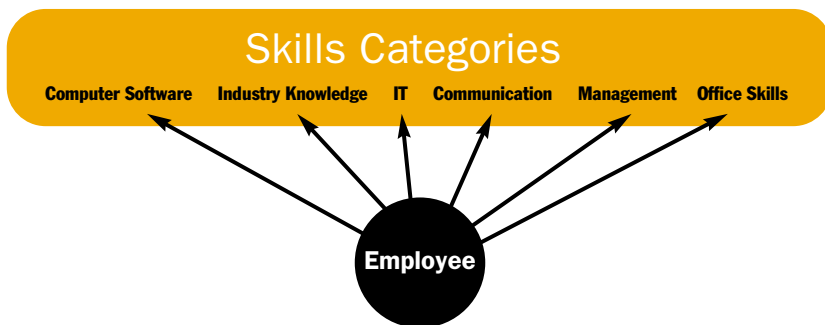 Skills Categories
Computer Software Industry Knowledge IT Communication Management Office Skills
Employee